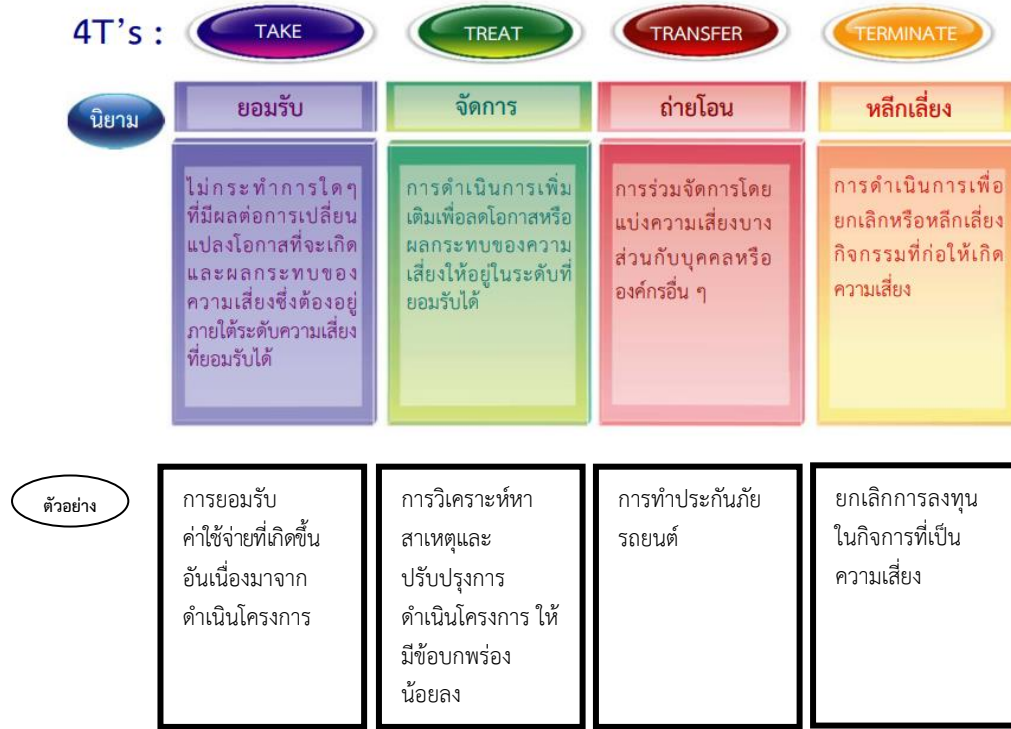 4T's :
TAKE
TREAT
TRANSFER
TERMINATE
นิยาม
ยอมรับ
จัดการ
ถ่ายโอน
หลีกเลี่ยง
ไม่กระทำการใดๆ
ที่มีผลต่อการเปลี่ยน
แปลงโอกาสที่จะเกิด
และผลกระทบของ
ความเสี่ยงซึ่งต้องอยู่
ภายใต้ระดับความเสี่ยง
ที่ยอมรับได้
การดำเนินการเพิ่ม
เติมเพื่อลดโอกาสหรือ
ผลกระทบของความ
เสี่ยงให้อยู่ในระดับที่
ยอมรับได้
การร่วมจัดการโดย
แบ่งความเสี่ยงบาง
ส่วนกับบุคคลหรือ
องค์กรอื่น ๆ
การดำเนินการเพื่อ
ยกเลิกหรือหลีกเลี่ยง
กิจกรรมที่ก่อให้เกิด
ความเสี่ยง
ตัวอย่าง
การยอมรับ
ค่าใช้จ่ายที่เกิดขึ้น
อันเนื่องมาจาก
ดำเนินโครงการ
การวิเคราะห์หา
สาเหตุและ
ปรับปรุงการ
ดำเนินโครงการ ให้
มีข้อบกพร่อง
น้อยลง
การทำประกันภัย
รถยนต์
ยกเลิกการลงทุน
ในกิจการที่เป็น
ความเสี่ยง